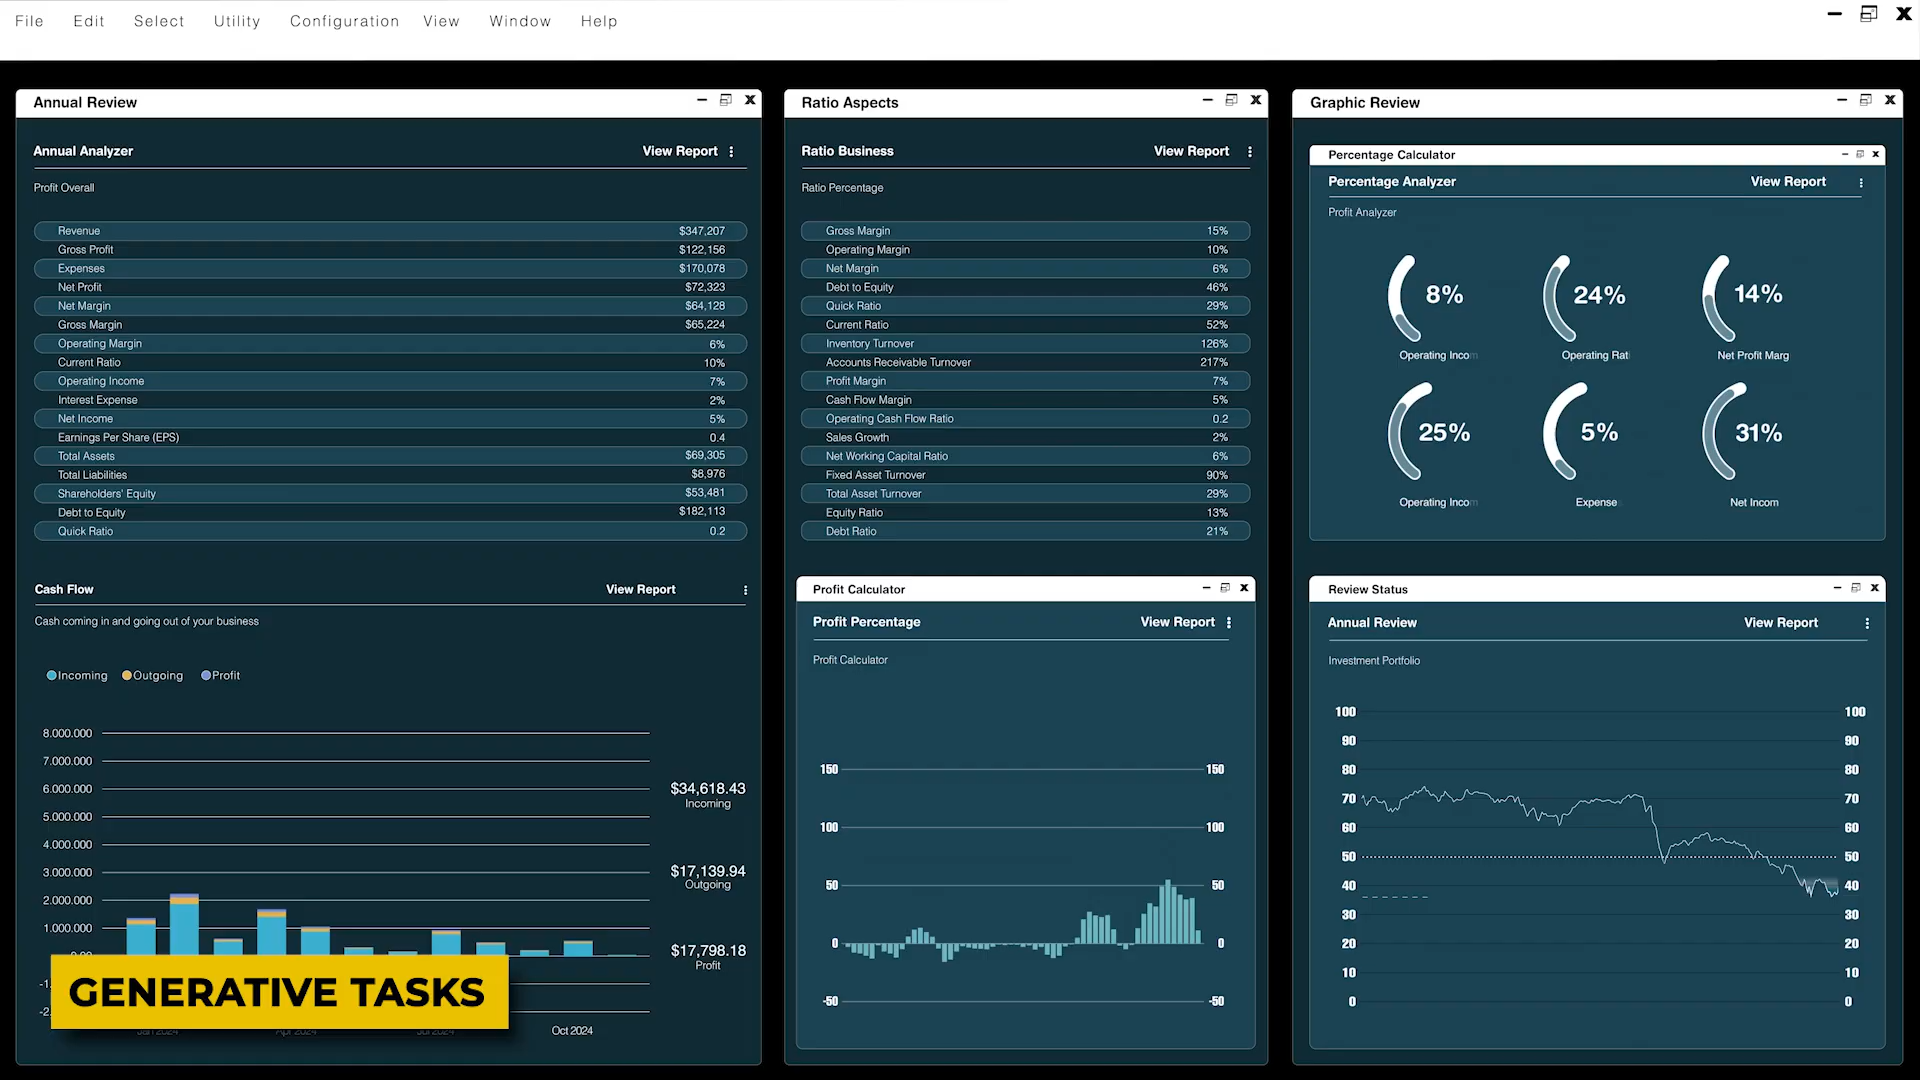 File Edit Select Utility Configuration View Window Help
Annual Review
Annual Analyzer View Report
Profit Overall
Revenue $347,207
Gross Profit $122,156
Expenses $170,078
Net Profit $72,323
Net Margin $64,128
Gross Margin $65,224
Operating Margin 6%
Current Ratio 10%
Operating Income 7%
Interest Expense 2%
Net Income 5%
Earnings Per Share (EPS) 0.4
Total Assets $69,305
Total Liabilities $8,976
Shareholders' Equity $53,481
Debt to Equity $182,113
Quick Ratio 0.2
Cash Flow View Report
Cash coming in and going out of your business
Incoming Outgoing Profit
8.000.000
7.000.000
6.000.000
5.000.000
4.000.000
3.000.000
2.000.000
1.000.000
$34,618.43
Incoming
$17,139.94
Outgoing
$17,798.18
Profit
GENERATIVE TASKS
Jan 2024 Apr 2024 Jul 2024 Oct 2024
Ratio Aspects
Ratio Business View Report
Ratio Percentage
Gross Margin 15%
Operating Margin 10%
Net Margin 6%
Debt to Equity 46%
Quick Ratio 29%
Current Ratio 52%
Inventory Turnover 126%
Accounts Receivable Turnover 217%
Profit Margin 7%
Cash Flow Margin 5%
Operating Cash Flow Ratio 0.2
Sales Growth 2%
Net Working Capital Ratio 6%
Fixed Asset Turnover 90%
Total Asset Turnover 29%
Equity Ratio 13%
Debt Ratio 21%
Profit Calculator
Profit Percentage View Report
Profit Calculator
150 150
100 100
50 50
0 0
-50 -50
Graphic Review
Percentage Calculator
Percentage Analyzer View Report
Profit Analyzer
8% 24% 14%
Operating Incom Operating Rati Net Profit Marg
25% 5% 31%
Operating Incom Expense Net Incom
Review Status
Annual Review View Report
Investment Portfolio
100 100
90 90
80 80
70 70
60 60
50 50
40 40
30 30
20 20
10 10
0 0